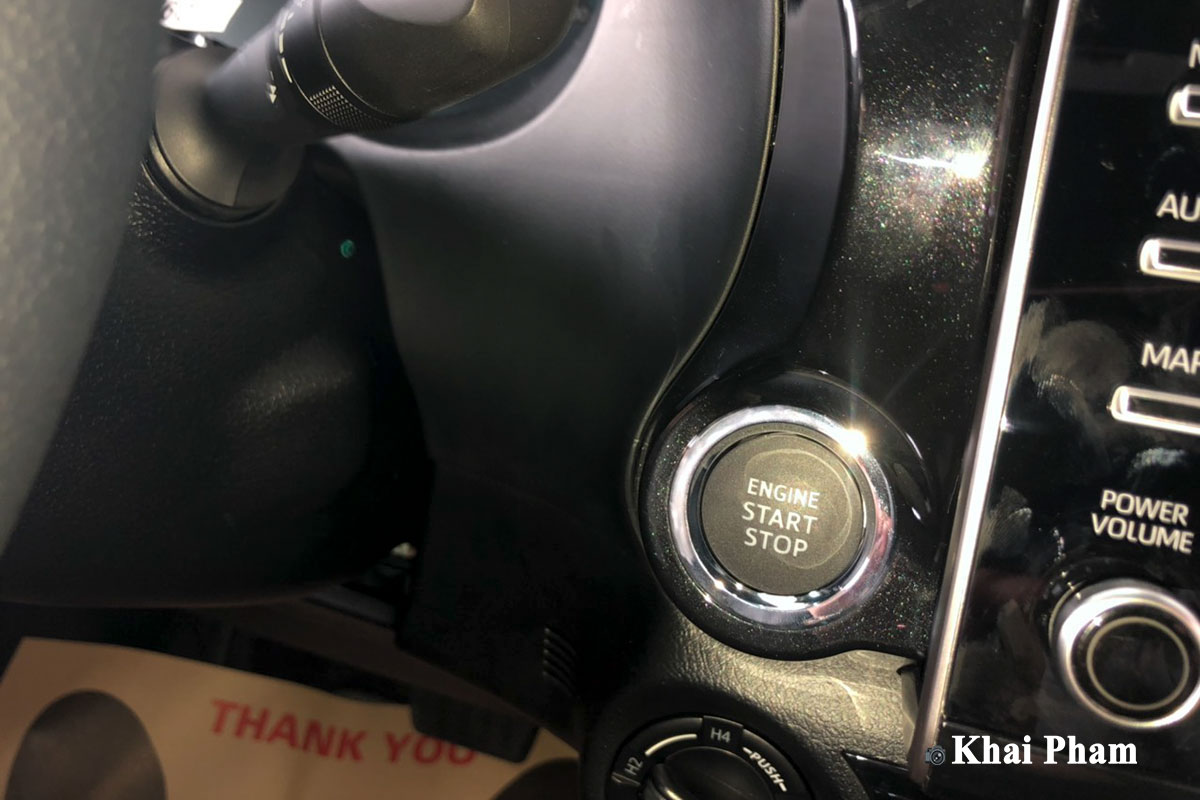 ENGINE
START
STOP
POWER
VOLUME
H4
H2
PUSH
THANK YOU
Khai Pham